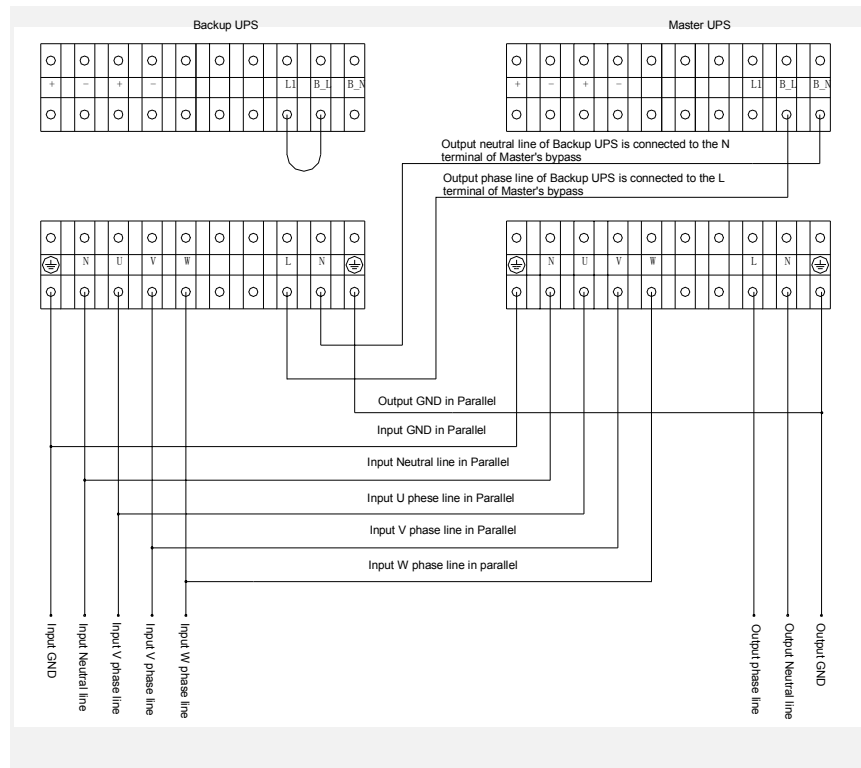 Backup UPS
Master UPS
+ − + − L1 B_L B_N
+ − + − L1 B_L B_N
Output neutral line of Backup UPS is connected to the N
terminal of Master's bypass
Output phase line of Backup UPS is connected to the L
terminal of Master's bypass
N U V W L N
N U V W L N
Output GND in Parallel
Input GND in Parallel
Input Neutral line in Parallel
Input U phese line in Parallel
Input V phase line in Parallel
Input W phase line in parallel
Input GND
Input Neutral line
Input V phase line
Input V phase line
Input W phase line
Output phase line
Output Neutral line
Output GND